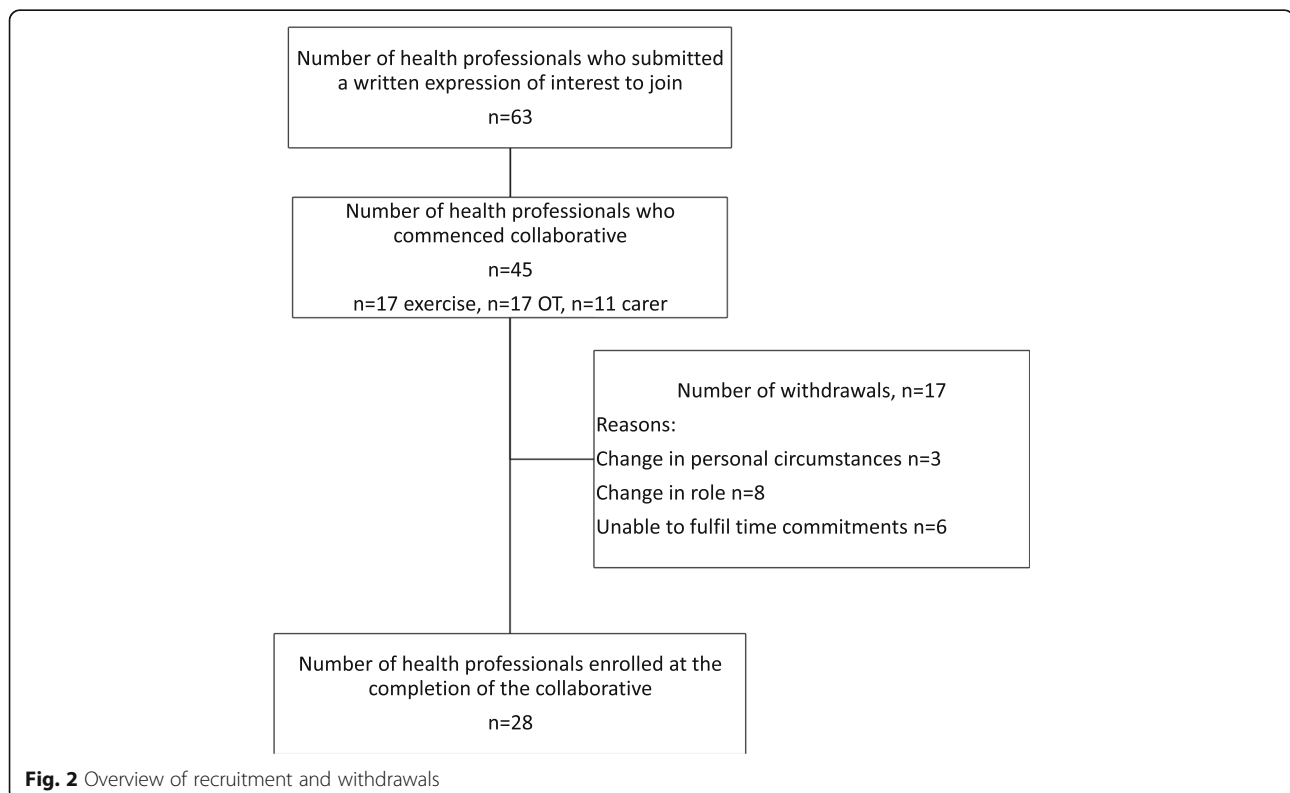 Number of health professionals who submitted
a written expression of interest to join
n=63
Number of health professionals who
commenced collaborative
n=45
n=17 exercise, n=17 OT, n=11 carer
Number of withdrawals, n=17
Reasons:
Change in personal circumstances n=3
Change in role n=8
Unable to fulfil time commitments n=6
Number of health professionals enrolled at the
completion of the collaborative
n=28
Fig. 2 Overview of recruitment and withdrawals